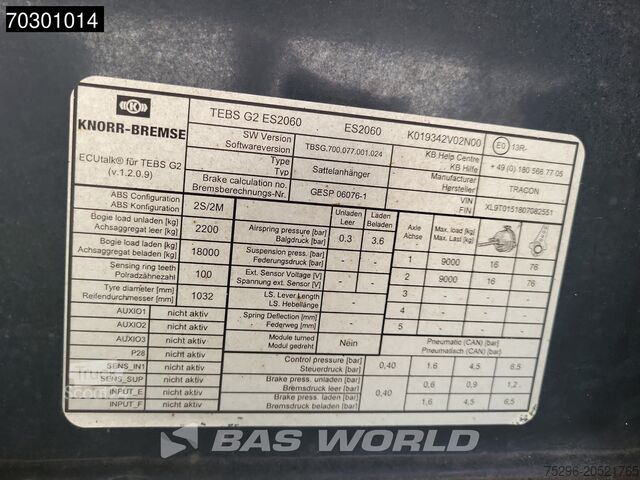 70301014
KNORR-BREMSE
ECUtalk® für TEBS G2
(v.1.2.0.9)
TEBS G2 ES2060 ES2060 K019342V02N00
SW Version
Softwareversion TBSG.700.077.001.024
KB Help Centre
KB Hilfe + 49 (0) 180 566 77 05
Type
Typ Sattelanhänger
Manufacturer
Hersteller TRACON
Brake calculation no.
Bremsberechnungs-Nr. GESP 06076-1
VIN
FIN XL9T0151807082551
13R-
ABS Configuration
ABS Konfiguration 2S/2M
Bogie load unladen [kg]
Achsaggregat leer [kg] 2200
Bogie load laden [kg]
Achsaggregat beladen [kg] 18000
Sensing ring teeth
Polradzähnezahl 100
Tyre diameter [mm]
Reifendurchmesser [mm] 1032
AUXIO1 nicht aktiv
AUXIO2 nicht aktiv
AUXIO3 nicht aktiv
P28 nicht aktiv
SENS_IN1 nicht aktiv
SENS_SUP nicht aktiv
INPUT_E nicht aktiv
INPUT_F nicht aktiv
Unladen Laden
Leer Beladen
Airspring pressure [bar]
Balgdruck [bar] 0.3 3.6
Suspension press. [bar]
Federungsdruck [bar] - -
Ext. Sensor Voltage [V]
Spannung ext. Sensor [V] - -
LS. Lever Length
LS. Hebellänge -
Spring Deflection [mm]
Federweg [mm] - -
Module turned
Modul gedreht Nein
Axle Max. load [kg]
Achse Max. Last [kg]
1 9000 16 76
2 9000 16 76
3 - - -
4 - - -
5 - - -
Pneumatic (CAN) [bar]
Pneumatisch (CAN) [bar]
Control pressure [bar]
Steuerdruck [bar] 0,40 1.6 4,5 6,5
Brake press. unladen [bar]
Bremsdruck leer [bar] 0,6 0,9 1,2
Brake press. laden [bar]
Bremsdruck beladen [bar] 0,40 1,6 4,5 6,5
BAS WORLD
75296-20521765